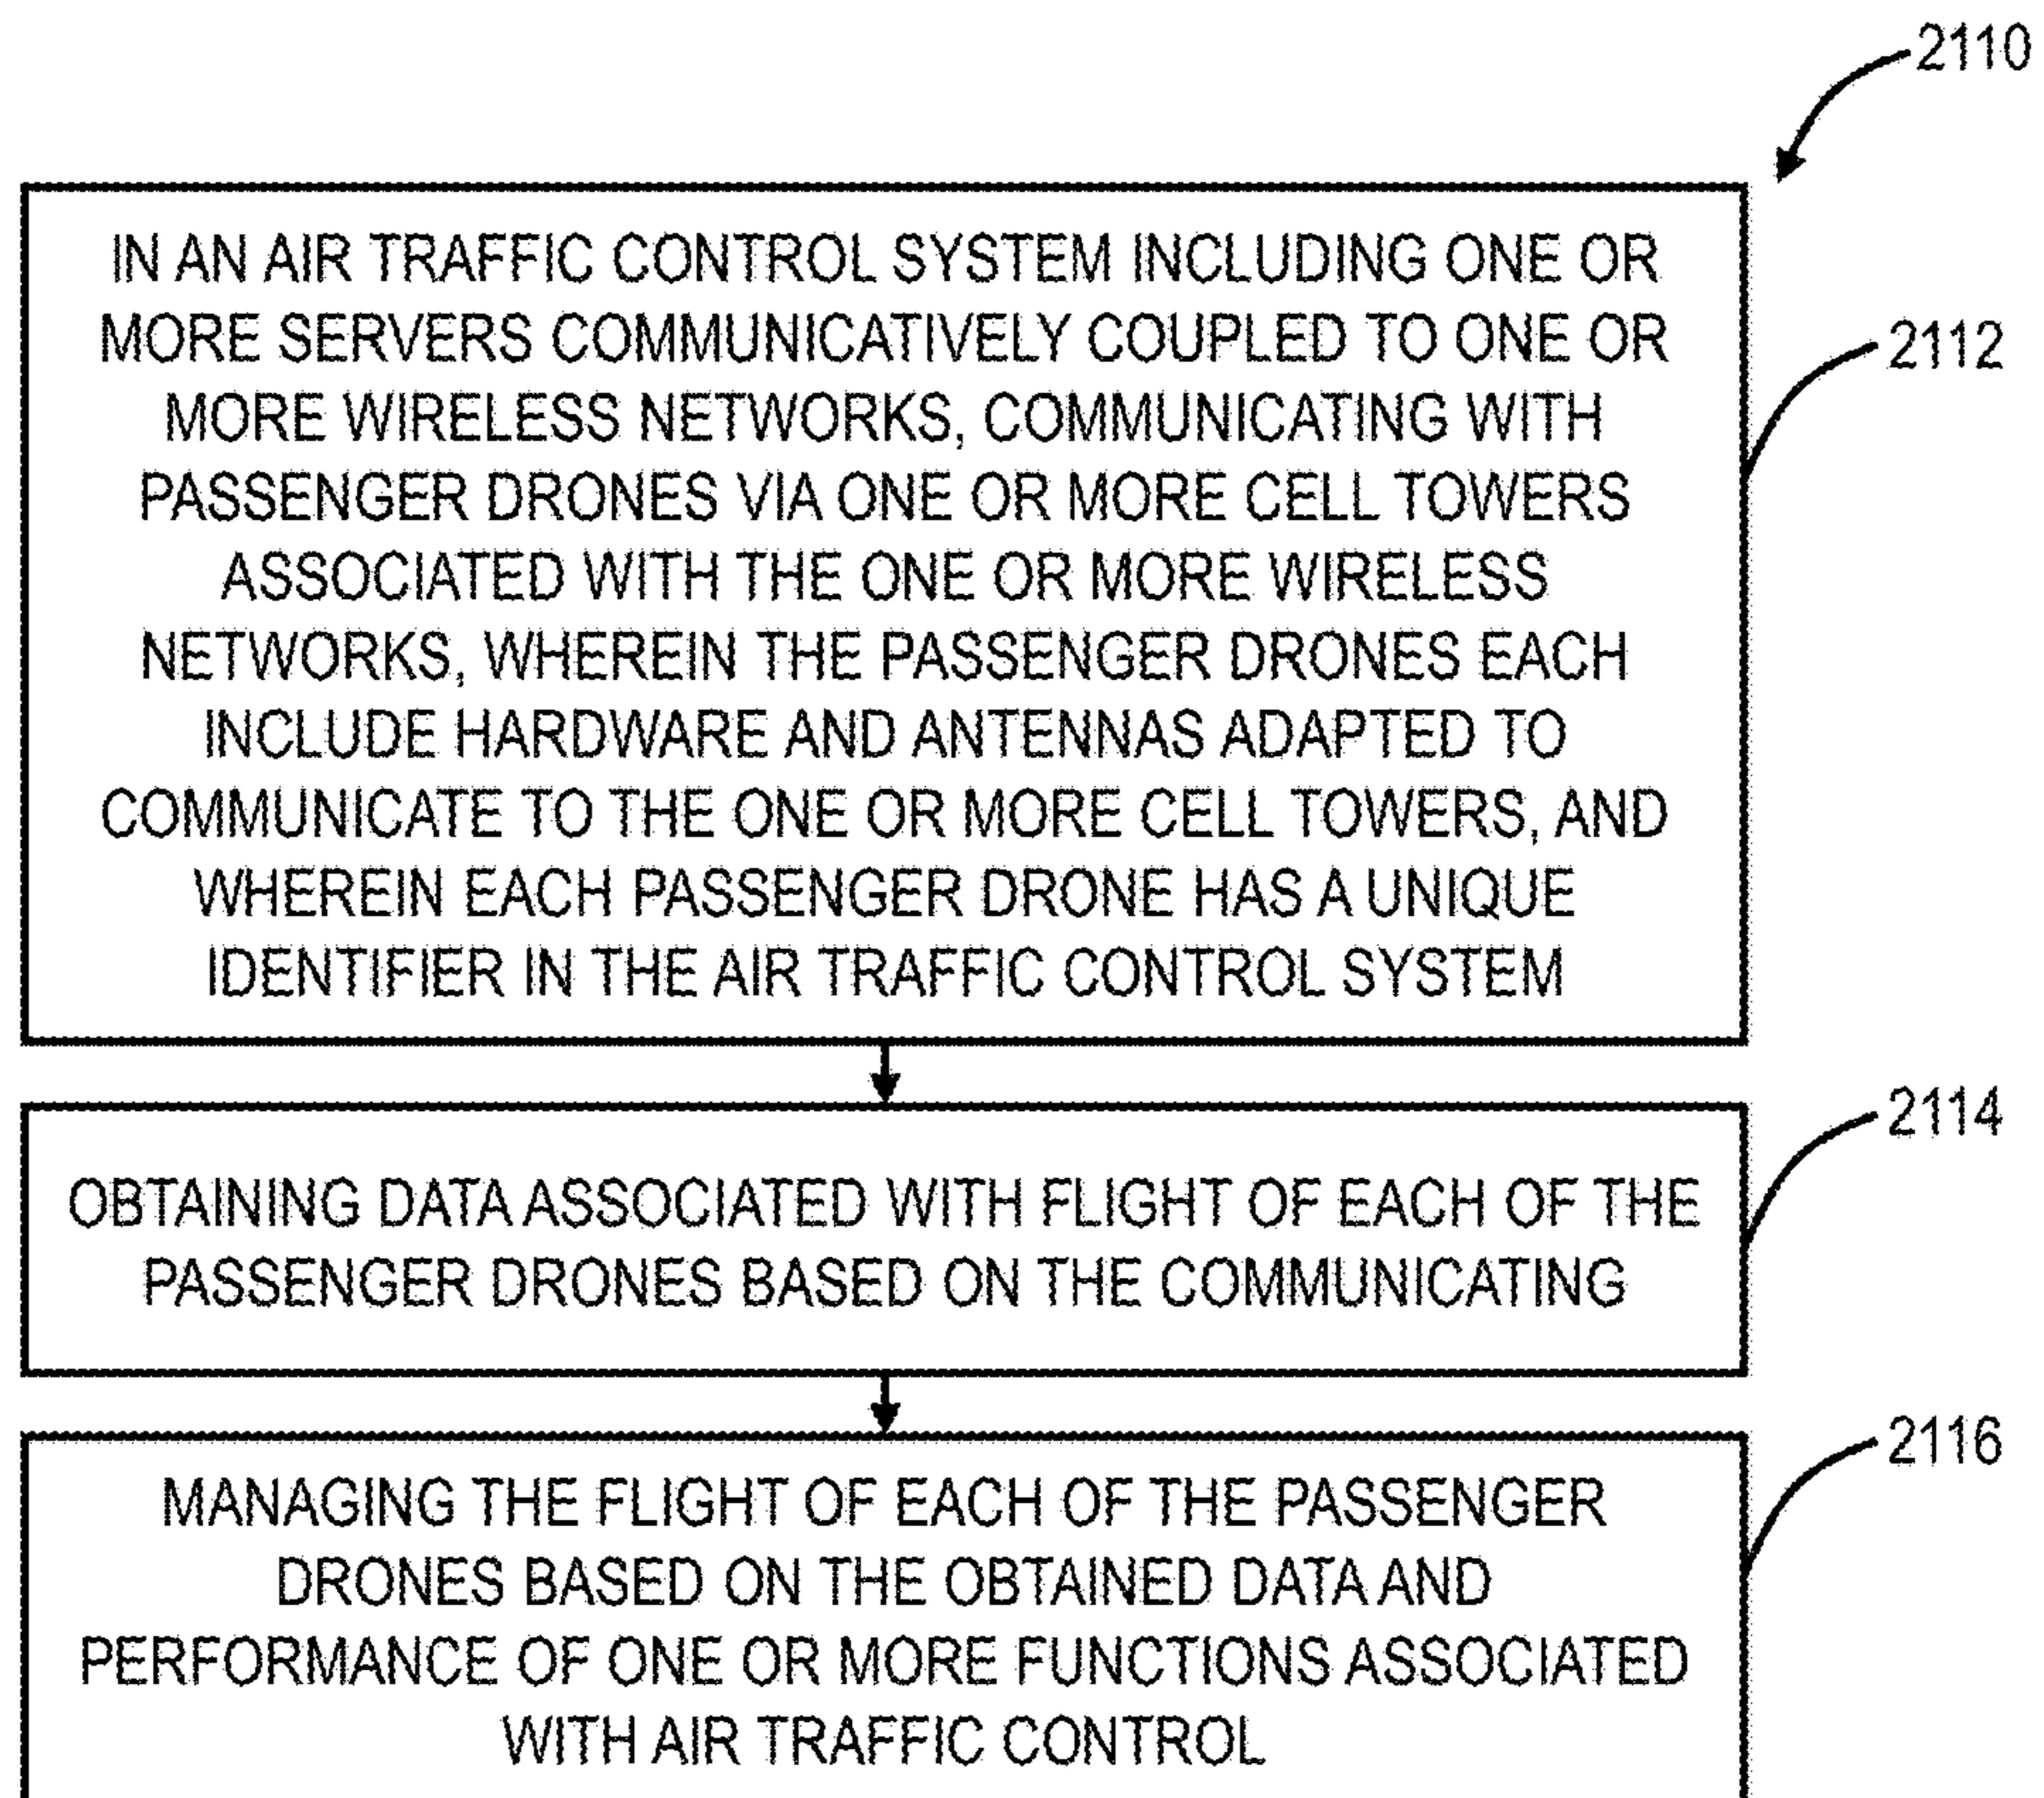 2110
IN AN AIR TRAFFIC CONTROL SYSTEM INCLUDING ONE OR
MORE SERVERS COMMUNICATIVELY COUPLED TO ONE OR
2112
MORE WIRELESS NETWORKS, COMMUNICATING WITH
PASSENGER DRONES VIA ONE OR MORE CELL TOWERS
ASSOCIATED WITH THE ONE OR MORE WIRELESS
NETWORKS, WHEREIN THE PASSENGER DRONES EACH
INCLUDE HARDWARE AND ANTENNAS ADAPTED TO
COMMUNICATE TO THE ONE OR MORE CELL TOWERS, AND
WHEREIN EACH PASSENGER DRONE HAS A UNIQUE
IDENTIFIER IN THE AIR TRAFFIC CONTROL SYSTEM
2114
OBTAINING DATA ASSOCIATED WITH FLIGHT OF EACH OF THE
PASSENGER DRONES BASED ON THE COMMUNICATING
2116
MANAGING THE FLIGHT OF EACH OF THE PASSENGER
DRONES BASED ON THE OBTAINED DATA AND
PERFORMANCE OF ONE OR MORE FUNCTIONS ASSOCIATED
WITH AIR TRAFFIC CONTROL